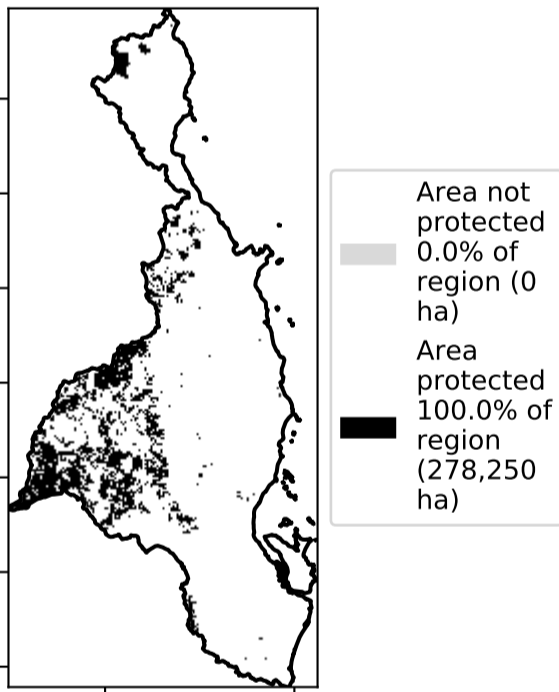 Area not
protected
0.0% of
region (0
ha)
Area
protected
100.0% of
region
(278,250
ha)